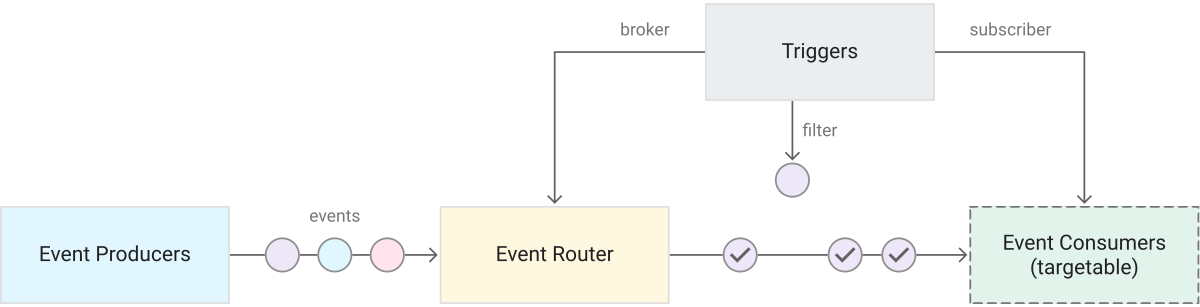 broker
subscriber
Triggers
filter
events
Event Producers
Event Router
Event Consumers
(targetable)